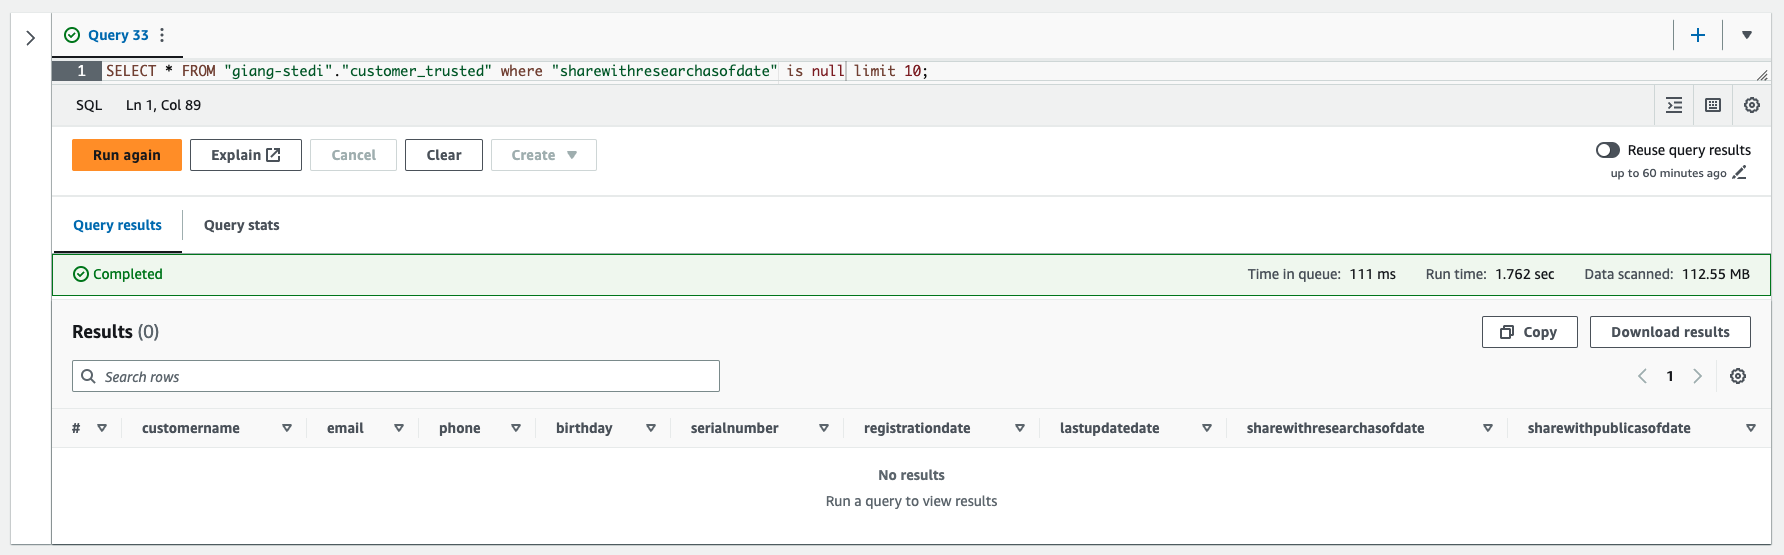 Query 33
1 SELECT * FROM "giang-stedi"."customer_trusted" where "sharewithresearchasofdate" is null limit 10;
SQL Ln 1, Col 89
Run again Explain Cancel Clear Create Reuse query results
up to 60 minutes ago
Query results Query stats
Completed Time in queue: 111 ms Run time: 1.762 sec Data scanned: 112.55 MB
Results (0) Copy Download results
Search rows 1
# customername email phone birthday serialnumber registrationdate lastupdatedate sharewithresearchasofdate sharewithpublicasofdate
No results
Run a query to view results